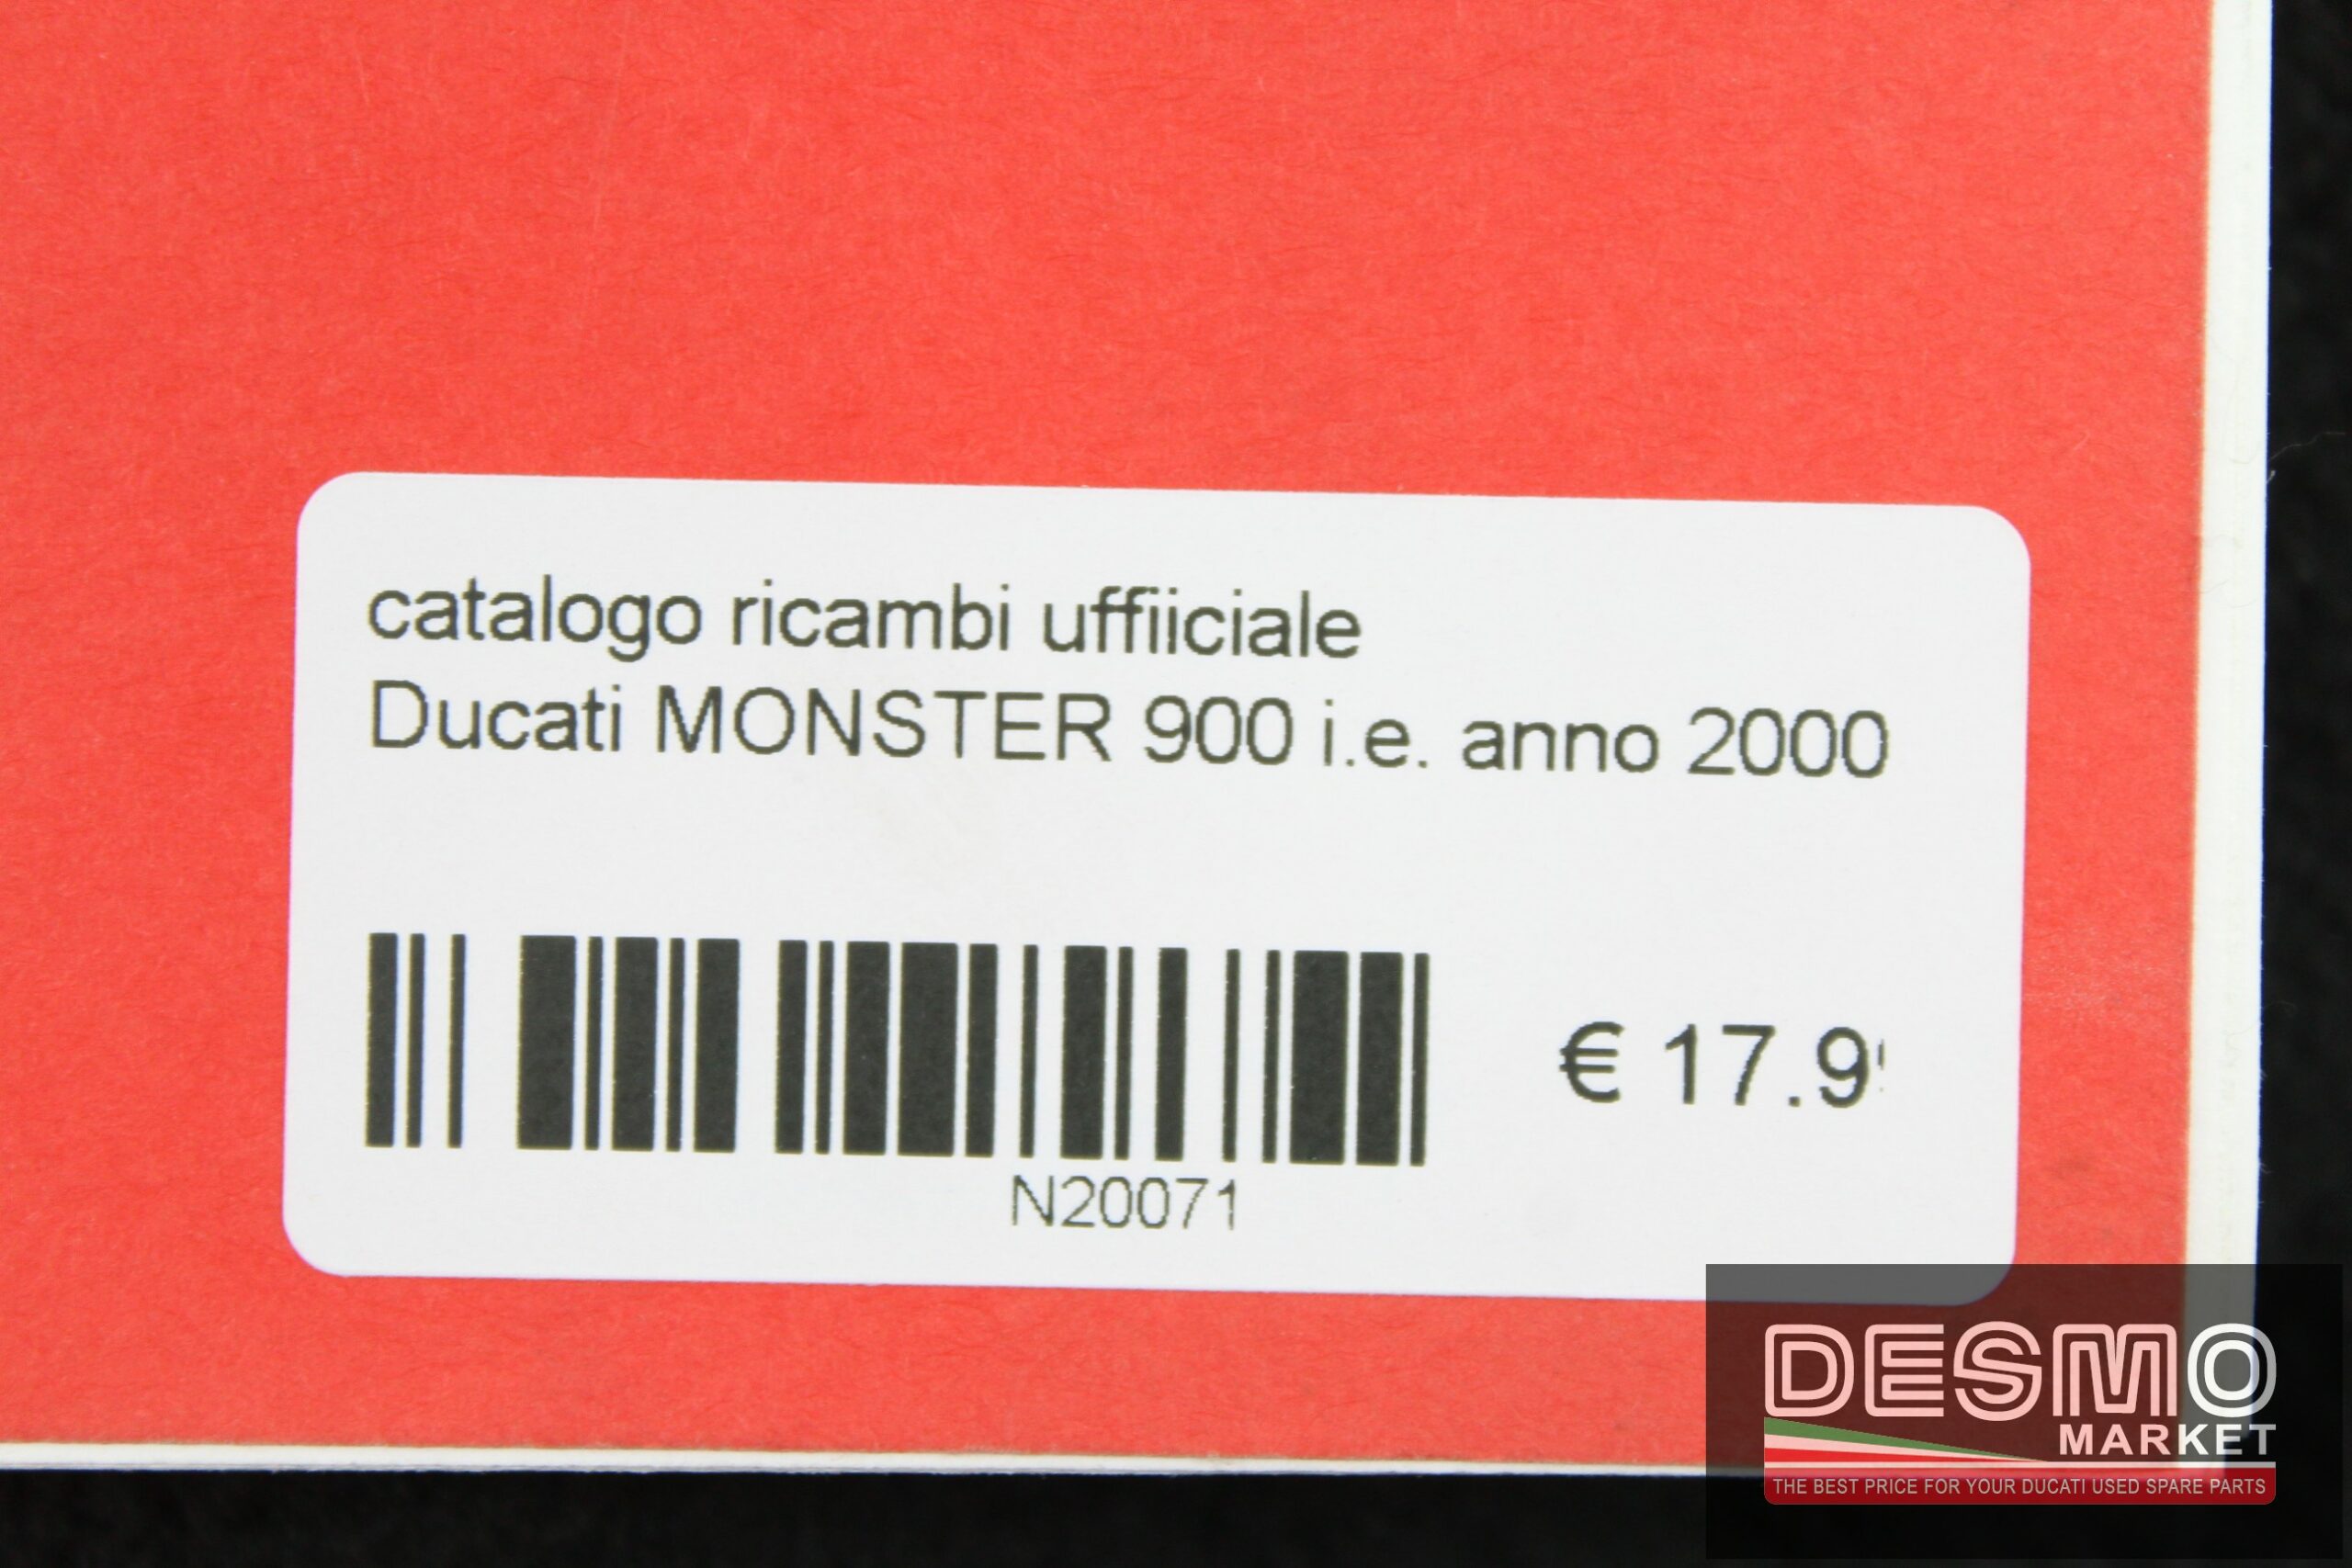 catalogo ricambi uffiiciale
Ducati MONSTER 900 i.e. anno 2000
€ 17.9
N20071
DESMO
MARKET
THE BEST PRICE FOR YOUR DUCATI USED SPARE PARTS